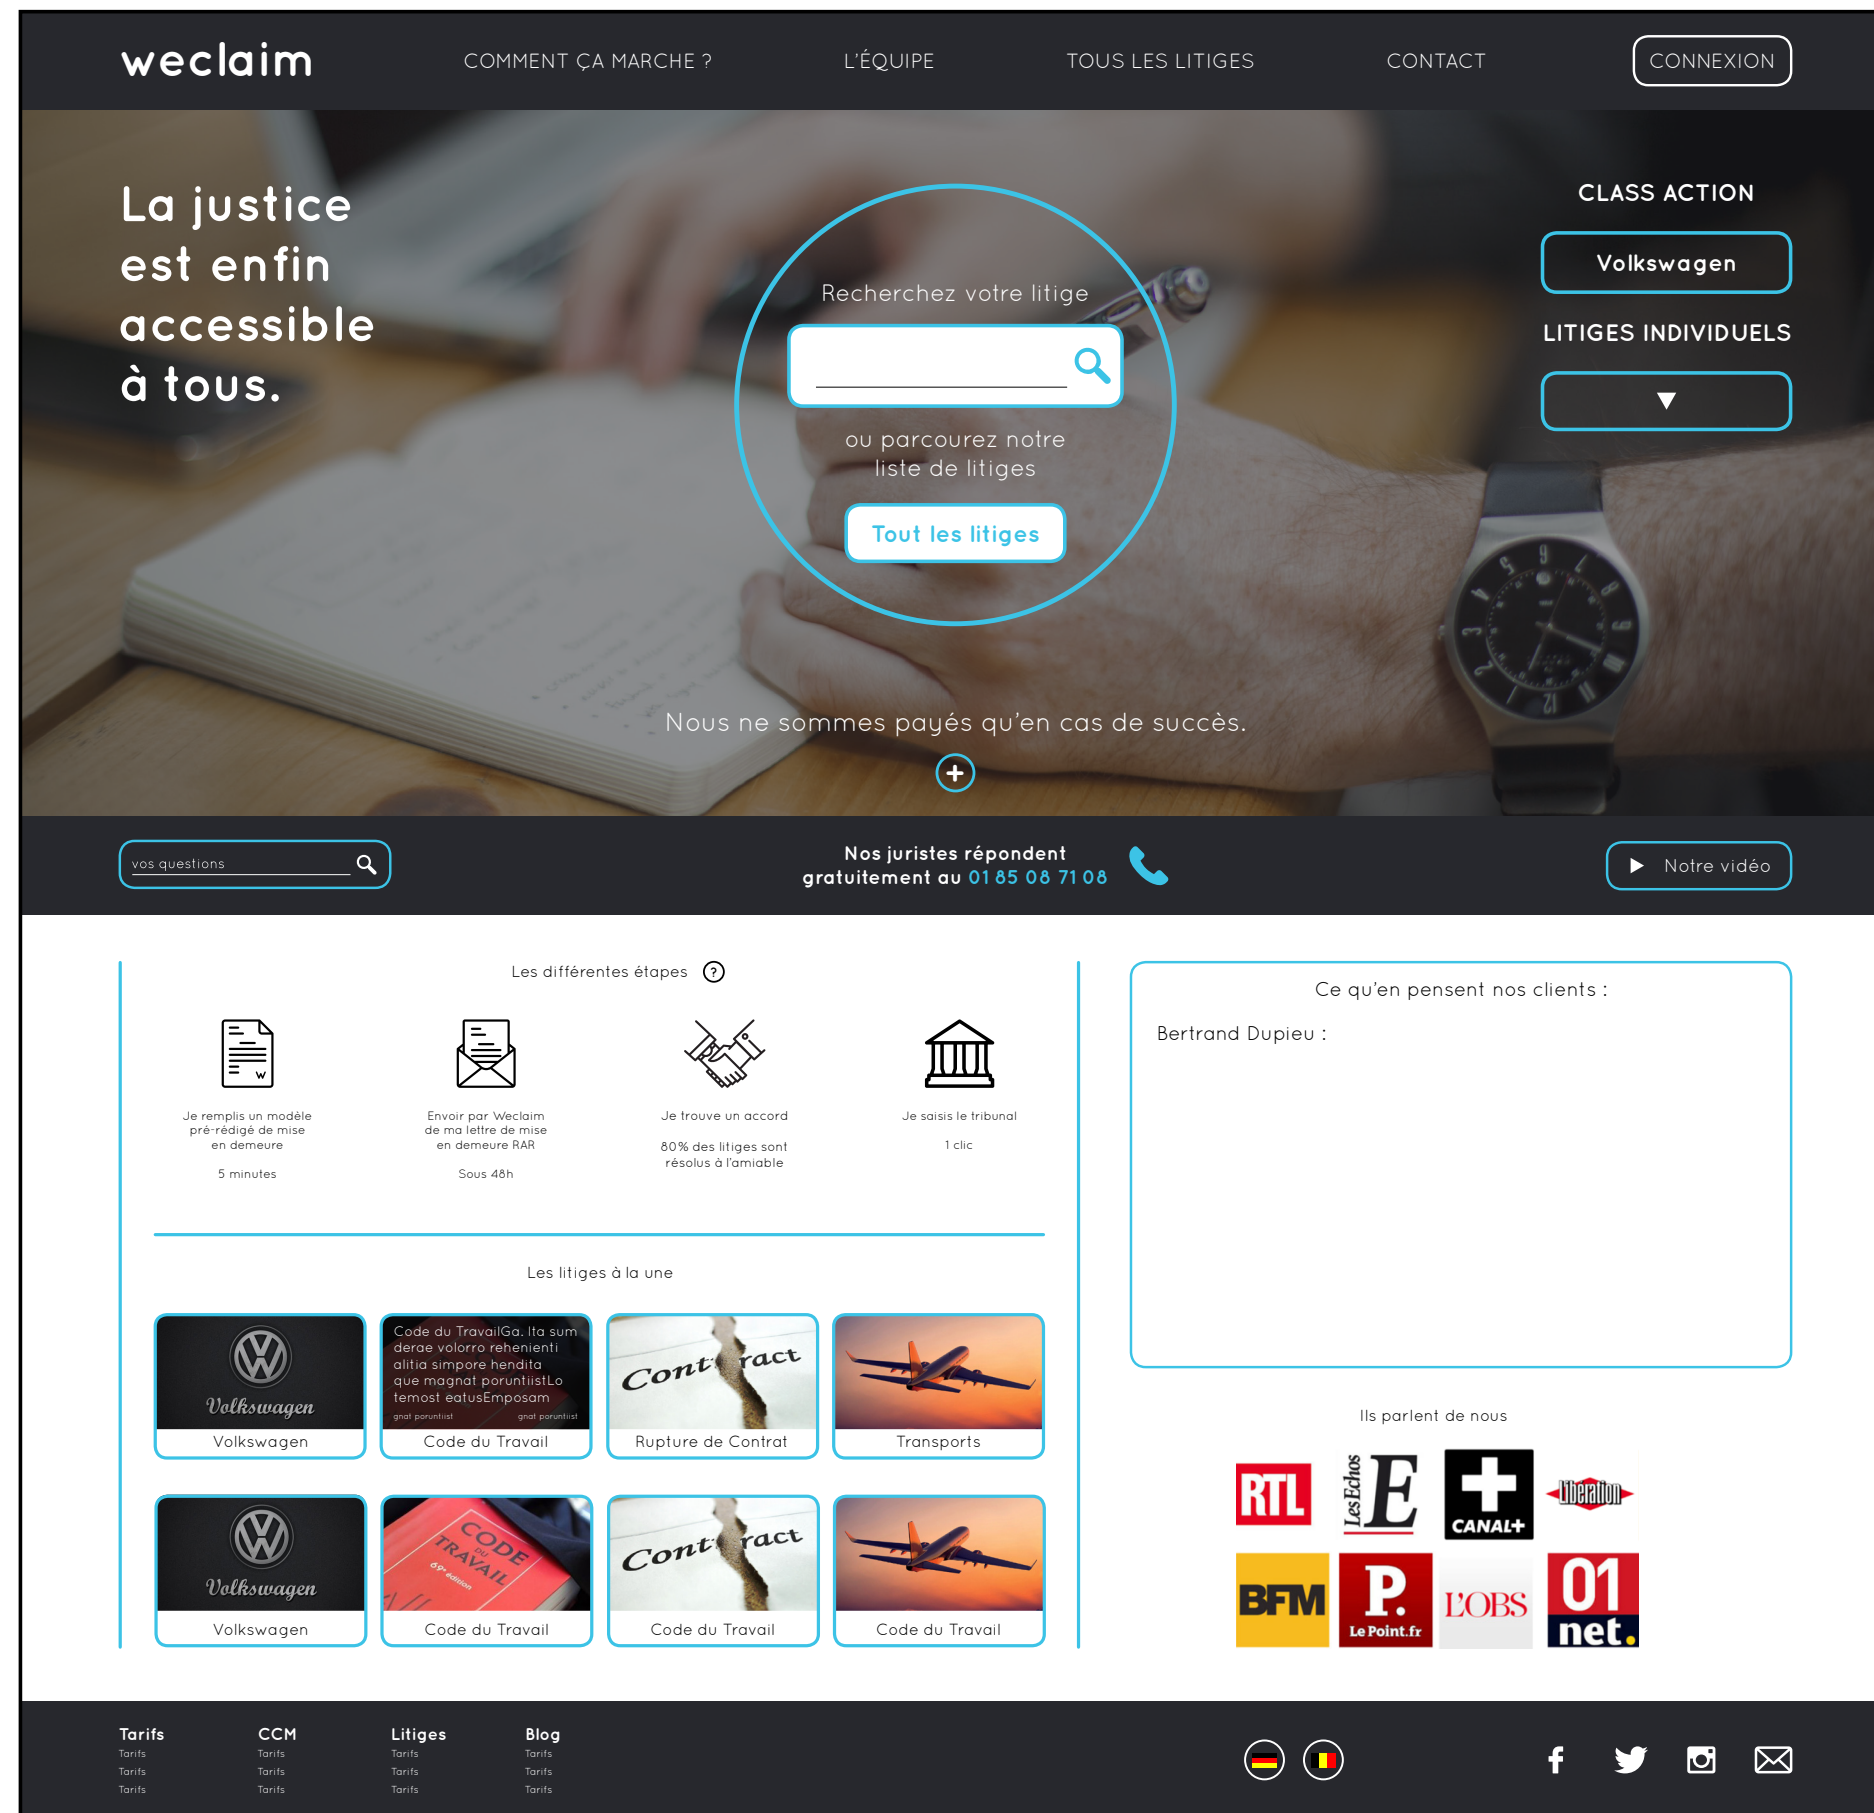 weclaim
COMMENT ÇA MARCHE ?
L'ÉQUIPE
TOUS LES LITIGES
CONTACT
CONNEXION
La justice
est enfin
accessible
à tous.
Recherchez votre litige
ou parcourez notre
liste de litiges
Tout les litiges
CLASS ACTION
Volkswagen
LITIGES INDIVIDUELS
Nous ne sommes payés qu'en cas de succès.
vos questions
Nos juristes répondent
gratuitement au 01 85 08 71 08
Notre vidéo
Les différentes étapes ?
Je remplis un modèle
pré-rédigé de mise
en demeure
5 minutes
Envoir par Weclaim
de ma lettre de mise
en demeure RAR
Sous 48h
Je trouve un accord
80% des litiges sont
résolus à l'amiable
Je saisis le tribunal
1 clic
Les litiges à la une
Volkswagen
Volkswagen
Code du TravailGa. Ita sum
derae volorro rehenienti
alitia simpore hendita
que magnat poruntiistLo
temost eatusEmposam
gnat poruntiist
gnat poruntiist
Code du Travail
Contract
Rupture de Contrat
Transports
Volkswagen
Volkswagen
CODE
DU
TRAVAIL
69e édition
Code du Travail
Contract
Code du Travail
Code du Travail
Ce qu'en pensent nos clients :
Bertrand Dupieu :
Ils parlent de nous
RTL
Les Echos
E
CANAL+
Libération
BFM
P.
Le Point.fr
L'OBS
01
net.
Tarifs
Tarifs
Tarifs
Tarifs
CCM
Tarifs
Tarifs
Tarifs
Litiges
Tarifs
Tarifs
Tarifs
Blog
Tarifs
Tarifs
Tarifs